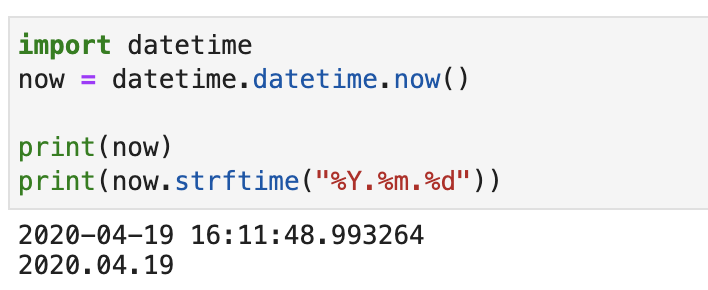 import datetime
now = datetime.datetime.now()
print(now)
print(now.strftime("%Y.%m.%d"))
2020-04-19 16:11:48.993264
2020.04.19